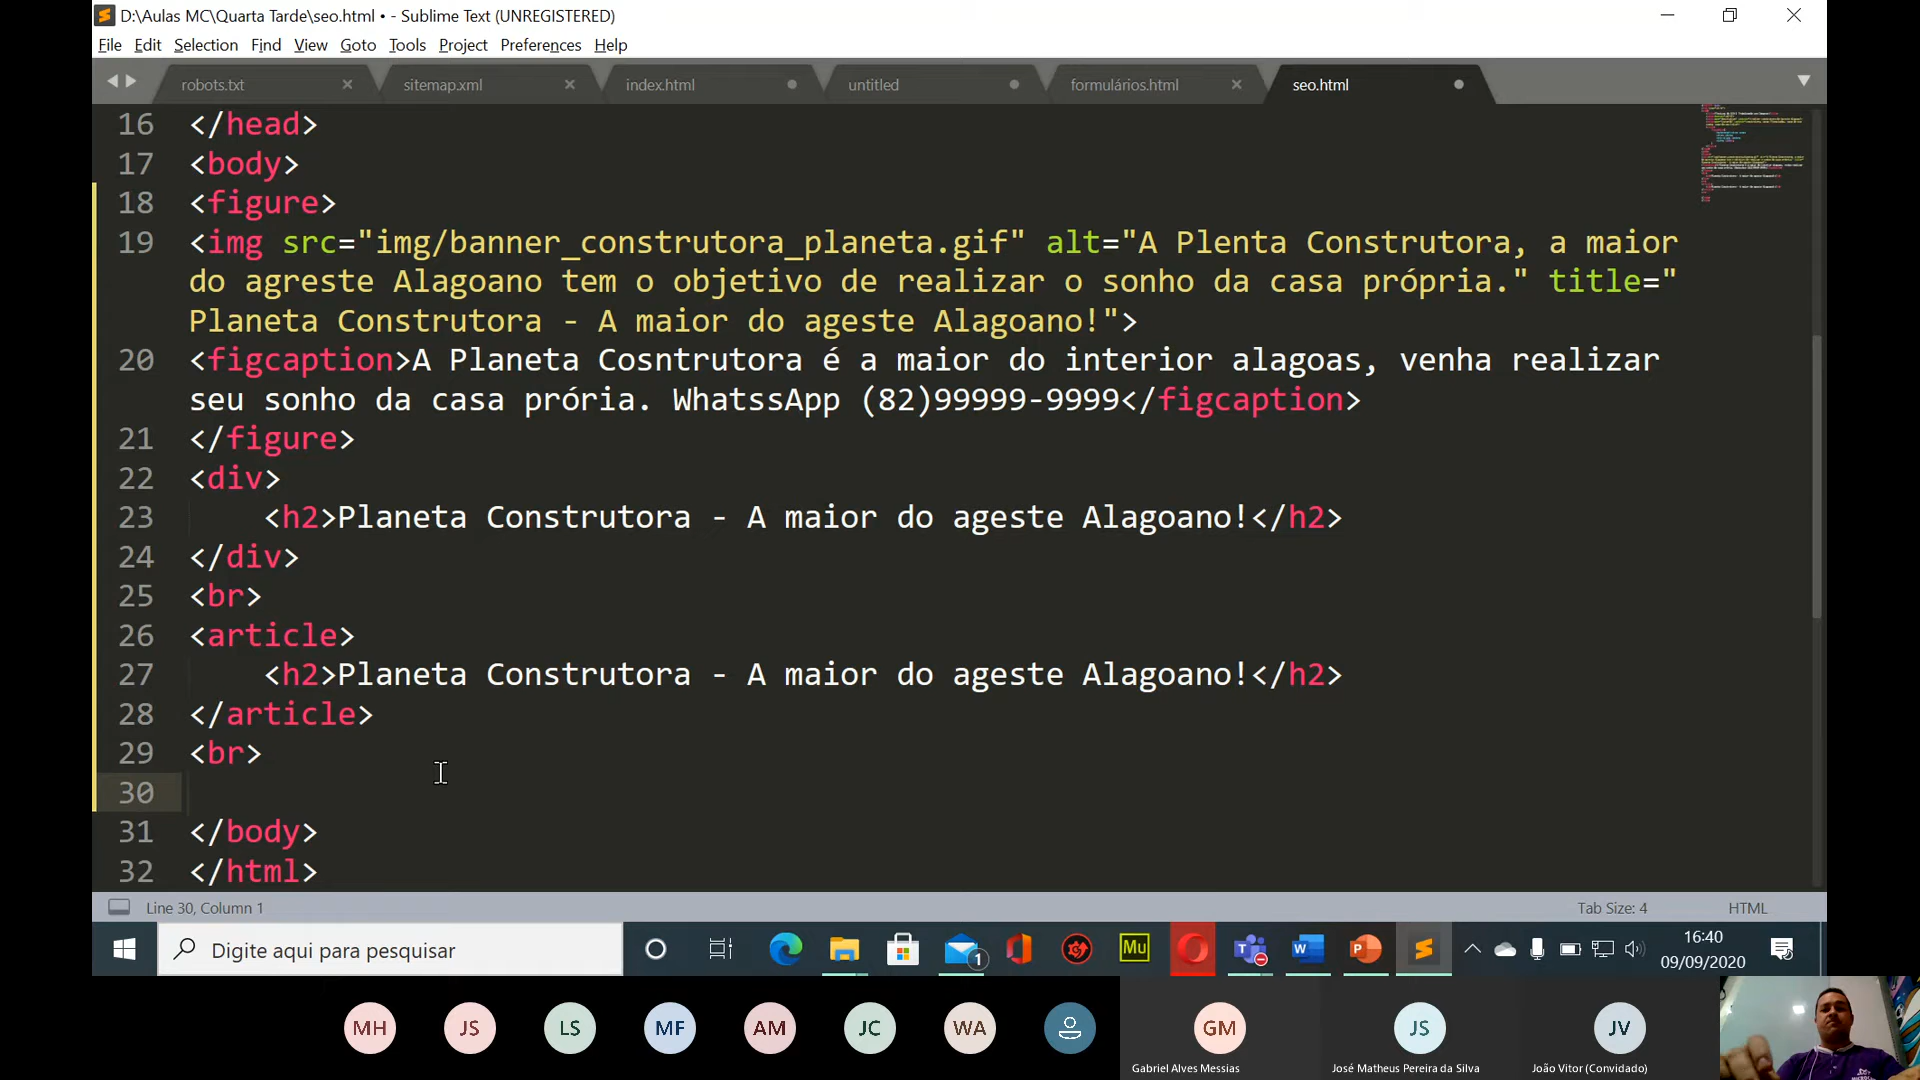 D:\Aulas MC\Quarta Tarde\seo.html • - Sublime Text (UNREGISTERED)
File Edit Selection Find View Goto Tools Project Preferences Help
robots.txt sitemap.xml index.html untitled formulários.html seo.html
16 </head>
17 <body>
18 <figure>
19 <img src="img/banner_construtora_planeta.gif" alt="A Plenta Construtora, a maior
do agreste Alagoano tem o objetivo de realizar o sonho da casa própria." title="
Planeta Construtora - A maior do ageste Alagoano!">
20 <figcaption>A Planeta Cosntrutora é a maior do interior alagoas, venha realizar
seu sonho da casa próría. WhatssApp (82)99999-9999</figcaption>
21 </figure>
22 <div>
23 <h2>Planeta Construtora - A maior do ageste Alagoano!</h2>
24 </div>
25 <br>
26 <article>
27 <h2>Planeta Construtora - A maior do ageste Alagoano!</h2>
28 </article>
29 <br>
30
31 </body>
32 </html>
Line 30, Column 1 Tab Size: 4 HTML
Digite aqui para pesquisar
1
Mu
16:40
09/09/2020
MH JS LS MF AM JC WA GM JS JV
Gabriel Alves Messias José Matheus Pereira da Silva João Vitor (Convidado)